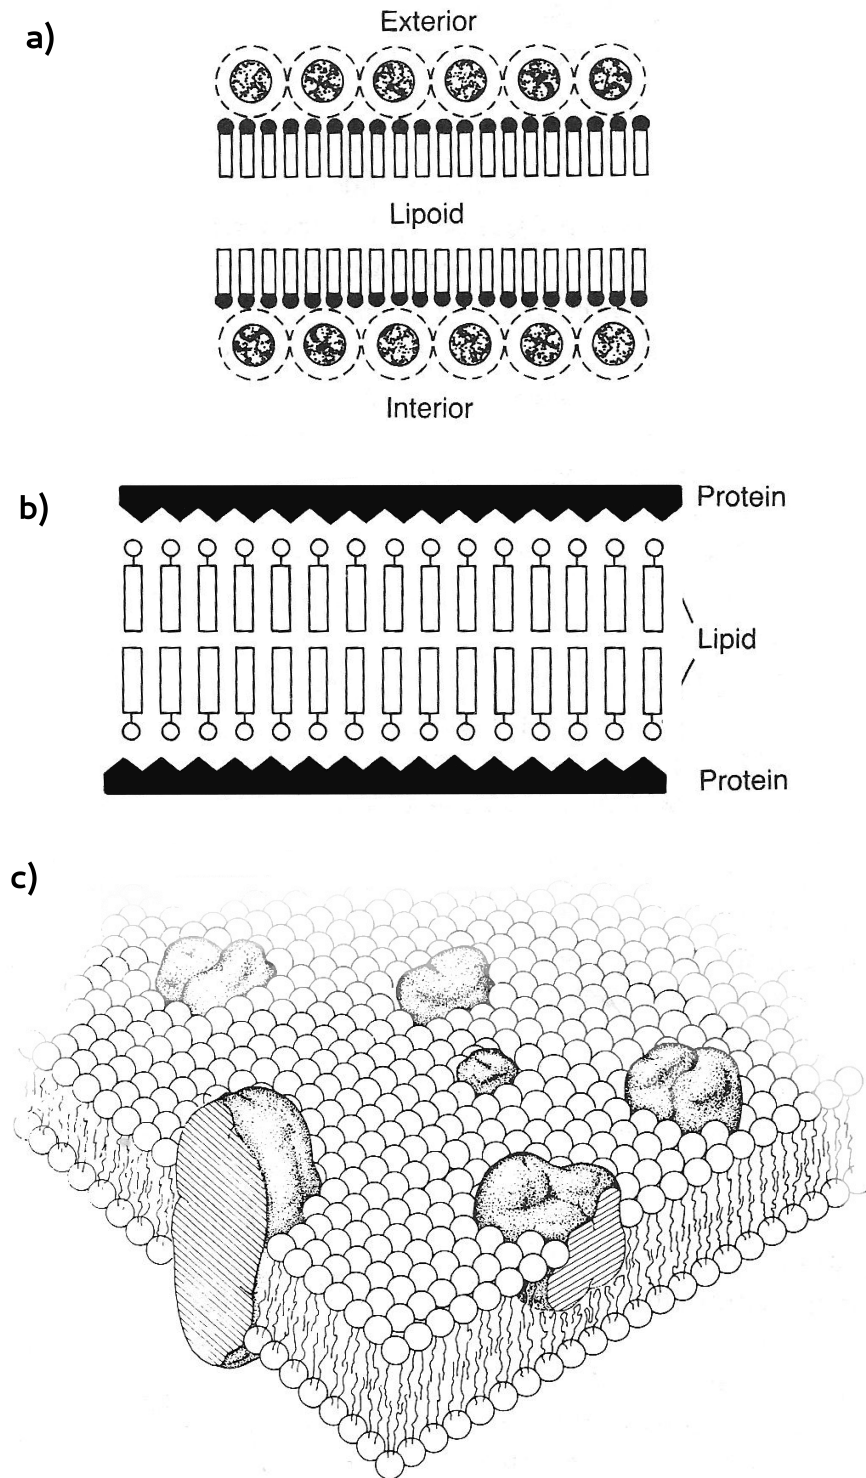 a)
Exterior
Lipoid
Interior
b)
Protein
Lipid
Protein
c)